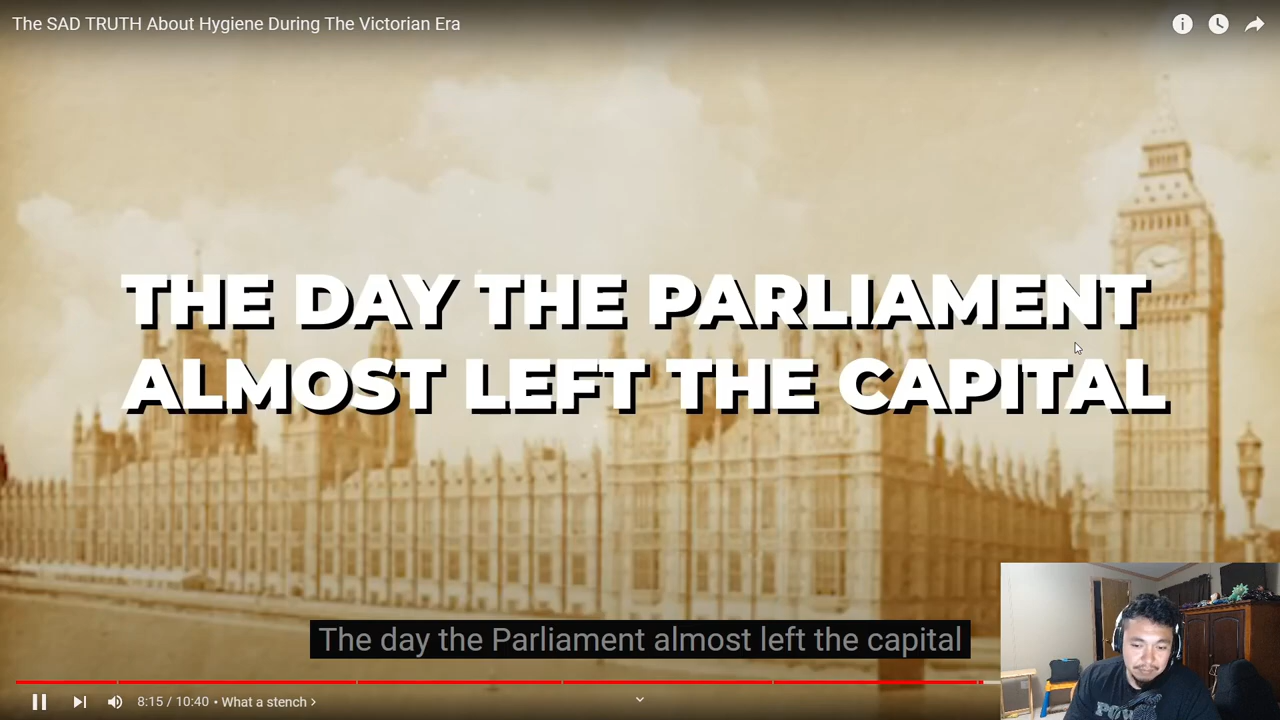 The SAD TRUTH About Hygiene During The Victorian Era
THE DAY THE PARLIAMENT
ALMOST LEFT THE CAPITAL
The day the Parliament almost left the capital
8:15 / 10:40 • What a stench ›